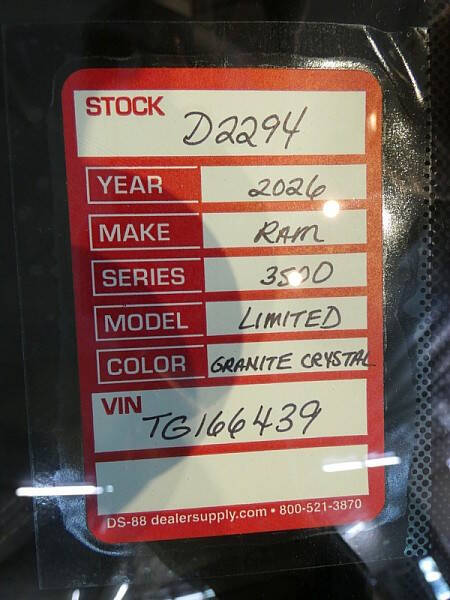 STOCK D2294
YEAR 2026
MAKE RAM
SERIES 3500
MODEL LIMITED
COLOR GRANITE CRYSTAL
VIN TG166439
DS-88 dealersupply.com • 800-521-3870